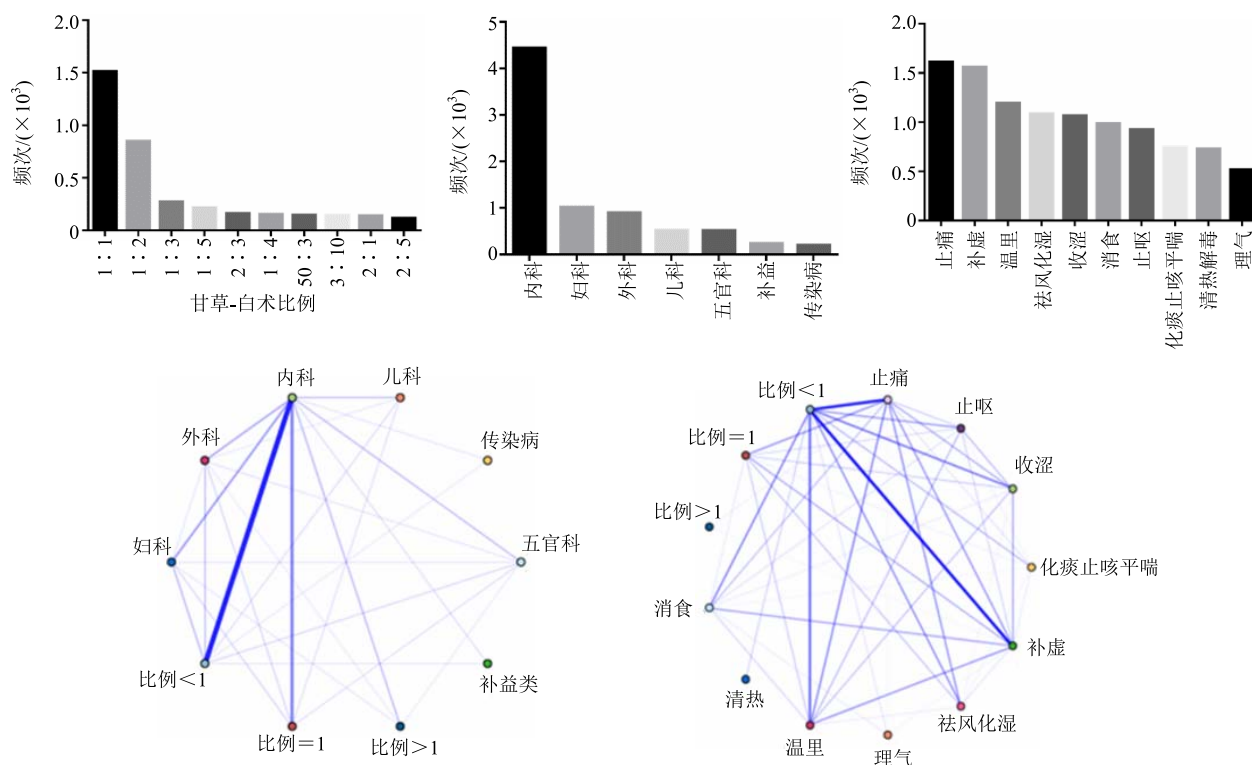 频次/(×10³)
2.0
1.5
1.0
0.5
0
1∶1
1∶2
1∶3
1∶5
2∶3
1∶4
50∶3
3∶10
2∶1
2∶5
甘草-白术比例
频次/(×10³)
5
4
3
2
1
0
内科
妇科
外科
儿科
五官科
补益
传染病
频次/(×10³)
2.0
1.5
1.0
0.5
0
止痛
补虚
温里
祛风化湿
收涩
消食
止呕
化痰止咳平喘
清热解毒
理气
内科
儿科
外科
传染病
妇科
五官科
比例<1
补益类
比例=1
比例>1
比例<1
止痛
止呕
比例=1
收涩
比例>1
化痰止咳平喘
消食
补虚
清热
祛风化湿
温里
理气